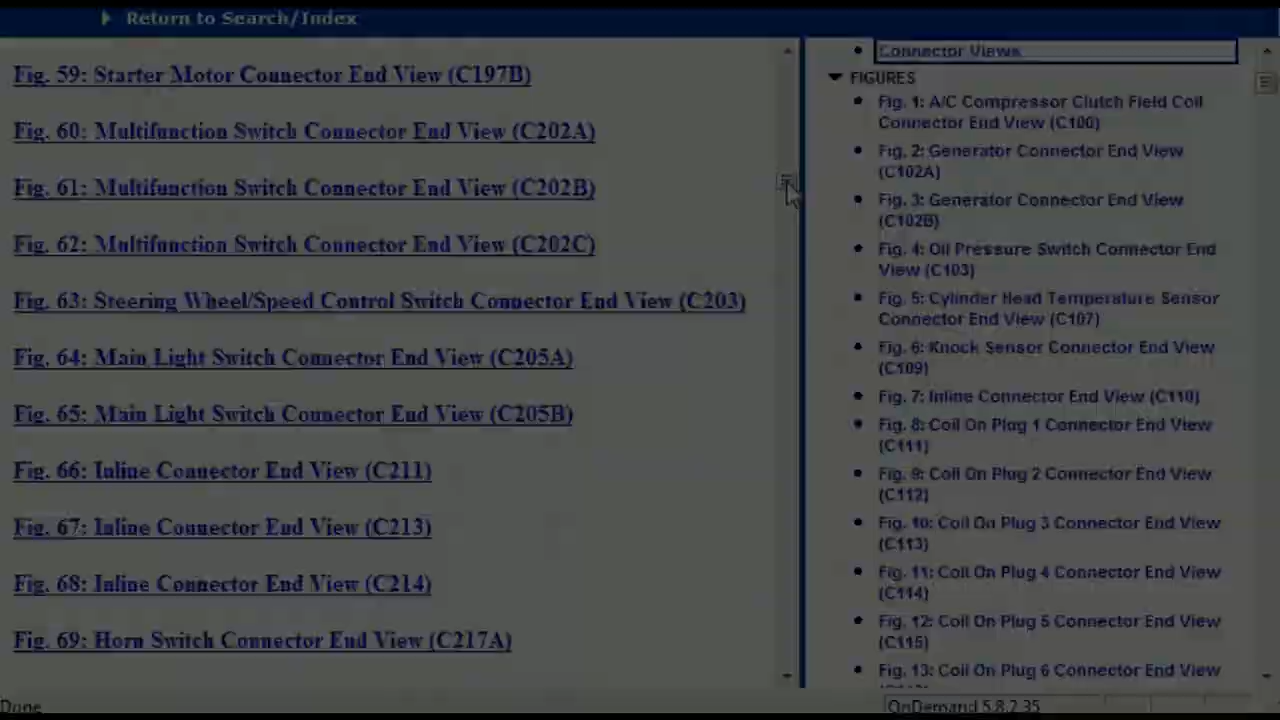 Return to Search/Index
Fig. 59: Starter Motor Connector End View (C197B)
Fig. 60: Multifunction Switch Connector End View (C202A)
Fig. 61: Multifunction Switch Connector End View (C202B)
Fig. 62: Multifunction Switch Connector End View (C202C)
Fig. 63: Steering Wheel/Speed Control Switch Connector End View (C203)
Fig. 64: Main Light Switch Connector End View (C205A)
Fig. 65: Main Light Switch Connector End View (C205B)
Fig. 66: Inline Connector End View (C211)
Fig. 67: Inline Connector End View (C213)
Fig. 68: Inline Connector End View (C214)
Fig. 69: Horn Switch Connector End View (C217A)
Connector Views
FIGURES
Fig. 1: A/C Compressor Clutch Field Coil
Connector End View (C100)
Fig. 2: Generator Connector End View
(C102A)
Fig. 3: Generator Connector End View
(C102B)
Fig. 4: Oil Pressure Switch Connector End
View (C103)
Fig. 5: Cylinder Head Temperature Sensor
Connector End View (C107)
Fig. 6: Knock Sensor Connector End View
(C109)
Fig. 7: Inline Connector End View (C110)
Fig. 8: Coil On Plug 1 Connector End View
(C111)
Fig. 9: Coil On Plug 2 Connector End View
(C112)
Fig. 10: Coil On Plug 3 Connector End View
(C113)
Fig. 11: Coil On Plug 4 Connector End View
(C114)
Fig. 12: Coil On Plug 5 Connector End View
(C115)
Fig. 13: Coil On Plug 6 Connector End View
Done
OnDemand 5.8.2.35